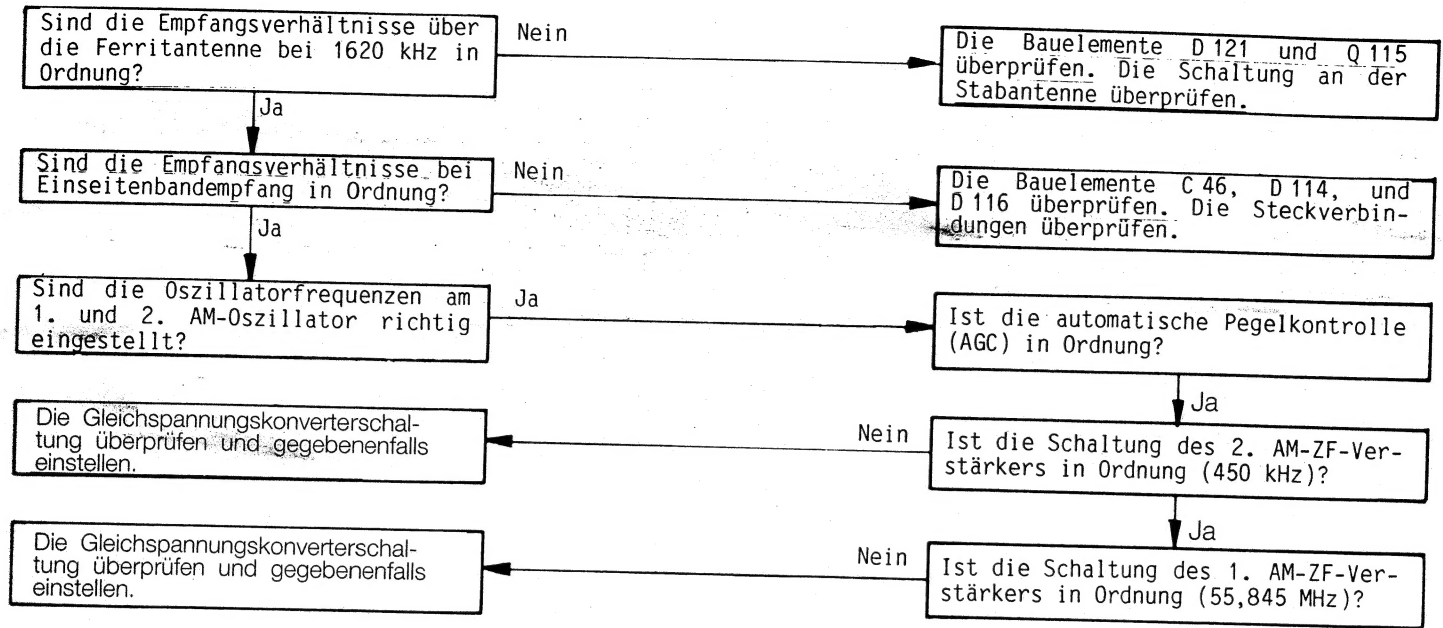 Sind die Empfangsverhältnisse über
die Ferritantenne bei 1620 kHz in
Ordnung?
Nein
Die Bauelemente D 121 und Q 115
überprüfen. Die Schaltung an der
Stabantenne überprüfen.
Ja
Sind die Empfangsverhältnisse bei
Einseitenbandempfang in Ordnung?
Nein
Die Bauelemente C 46, D 114, und
D 116 überprüfen. Die Steckverbin-
dungen überprüfen.
Ja
Sind die Oszillatorfrequenzen am
1. und 2. AM-Oszillator richtig
eingestellt?
Ja
Ist die automatische Pegelkontrolle
(AGC) in Ordnung?
Ja
Ist die Schaltung des 2. AM-ZF-Ver-
stärkers in Ordnung (450 kHz)?
Nein
Die Gleichspannungskonverterschal-
tung überprüfen und gegebenenfalls
einstellen.
Ja
Ist die Schaltung des 1. AM-ZF-Ver-
stärkers in Ordnung (55,845 MHz)?
Nein
Die Gleichspannungskonverterschal-
tung überprüfen und gegebenenfalls
einstellen.